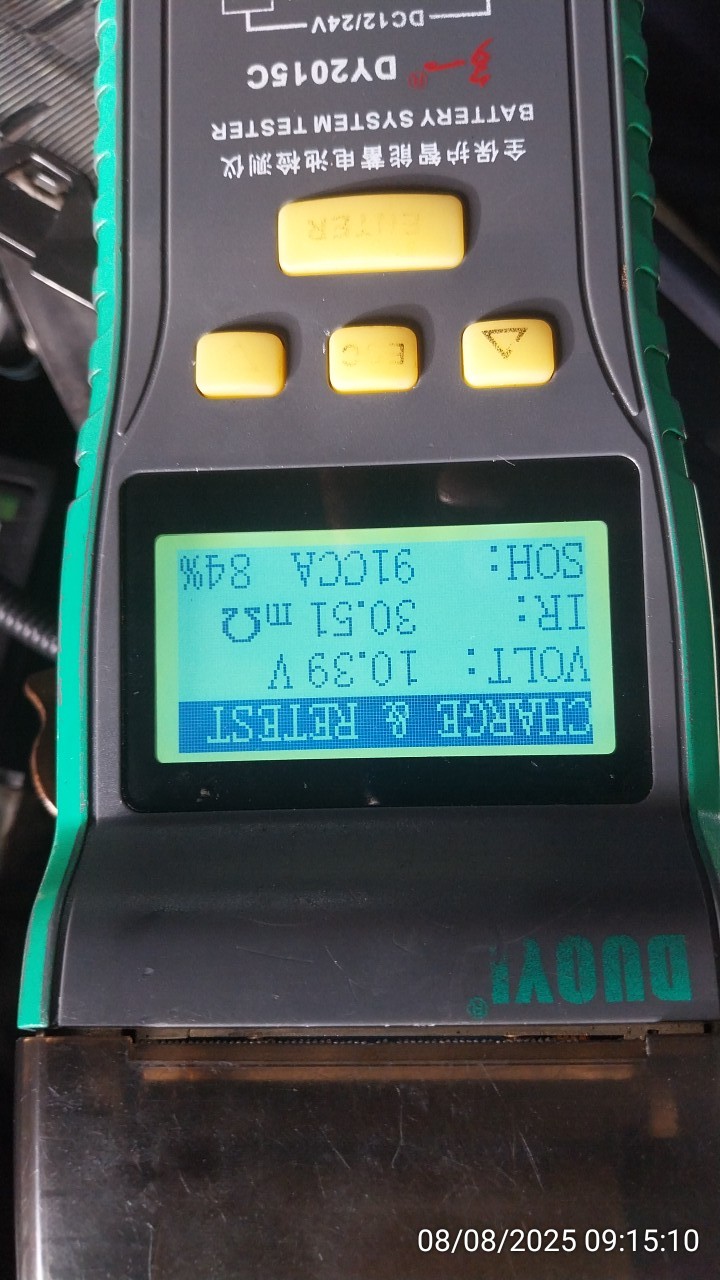 DUOYI®
CHARGE & RETEST
VOLT: 10.39 V
IR: 30.51 mΩ
SOH: 91CCA 84%
ESC
ENTER
全保护智能蓄电池检测仪
BATTERY SYSTEM TESTER
多一® DY2015C
DC12/24V
08/08/2025 09:15:10